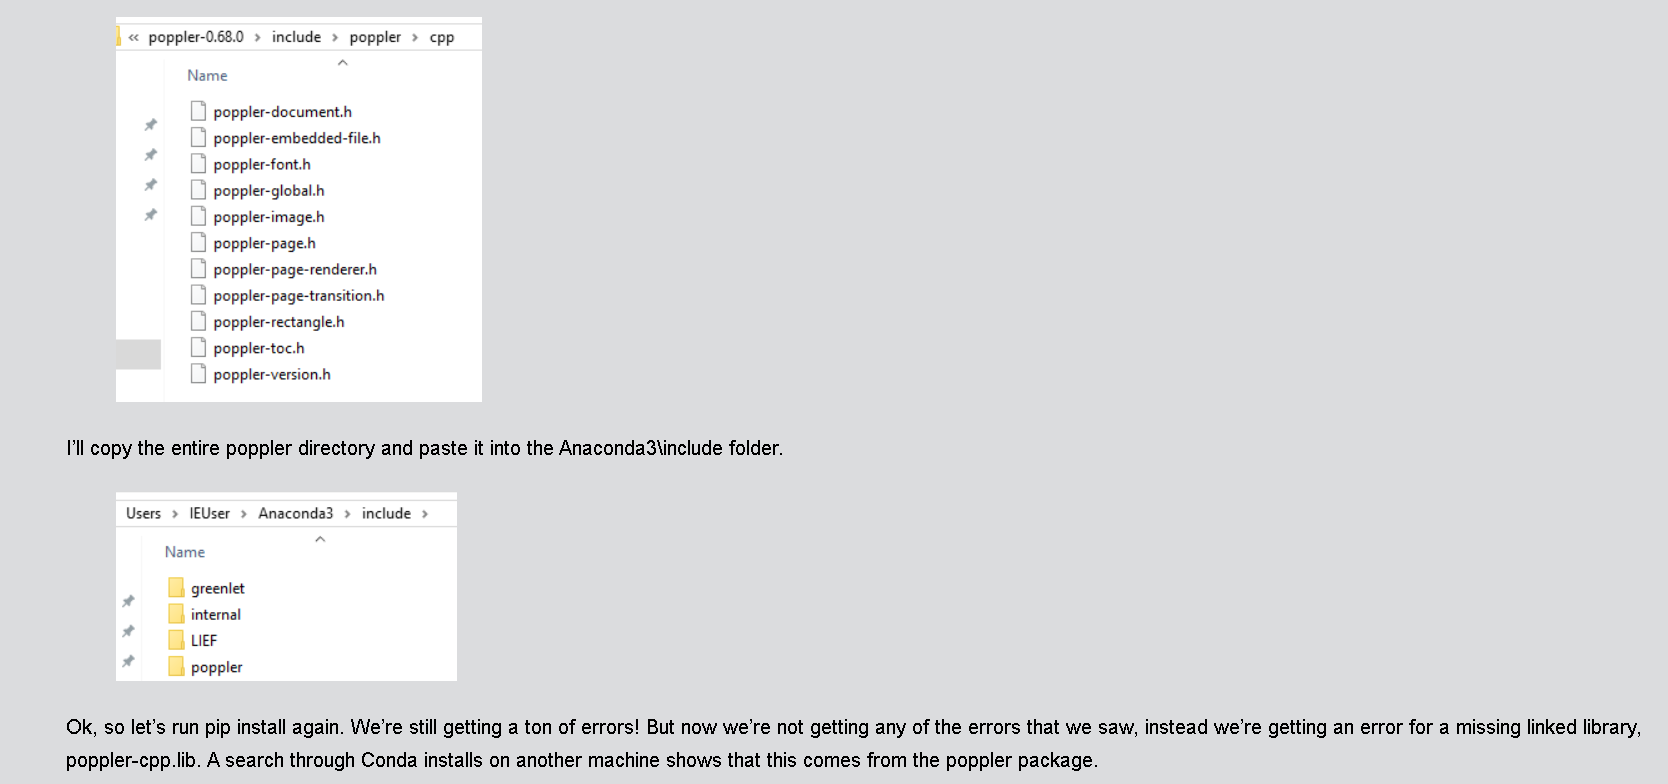 « poppler-0.68.0 > include > poppler > cpp
Name
poppler-document.h
poppler-embedded-file.h
poppler-font.h
poppler-global.h
poppler-image.h
poppler-page.h
poppler-page-renderer.h
poppler-page-transition.h
poppler-rectangle.h
poppler-toc.h
poppler-version.h
I’ll copy the entire poppler directory and paste it into the Anaconda3\include folder.
Users > IEUser > Anaconda3 > include >
Name
greenlet
internal
LIEF
poppler
Ok, so let’s run pip install again. We’re still getting a ton of errors! But now we’re not getting any of the errors that we saw, instead we’re getting an error for a missing linked library,
poppler-cpp.lib. A search through Conda installs on another machine shows that this comes from the poppler package.